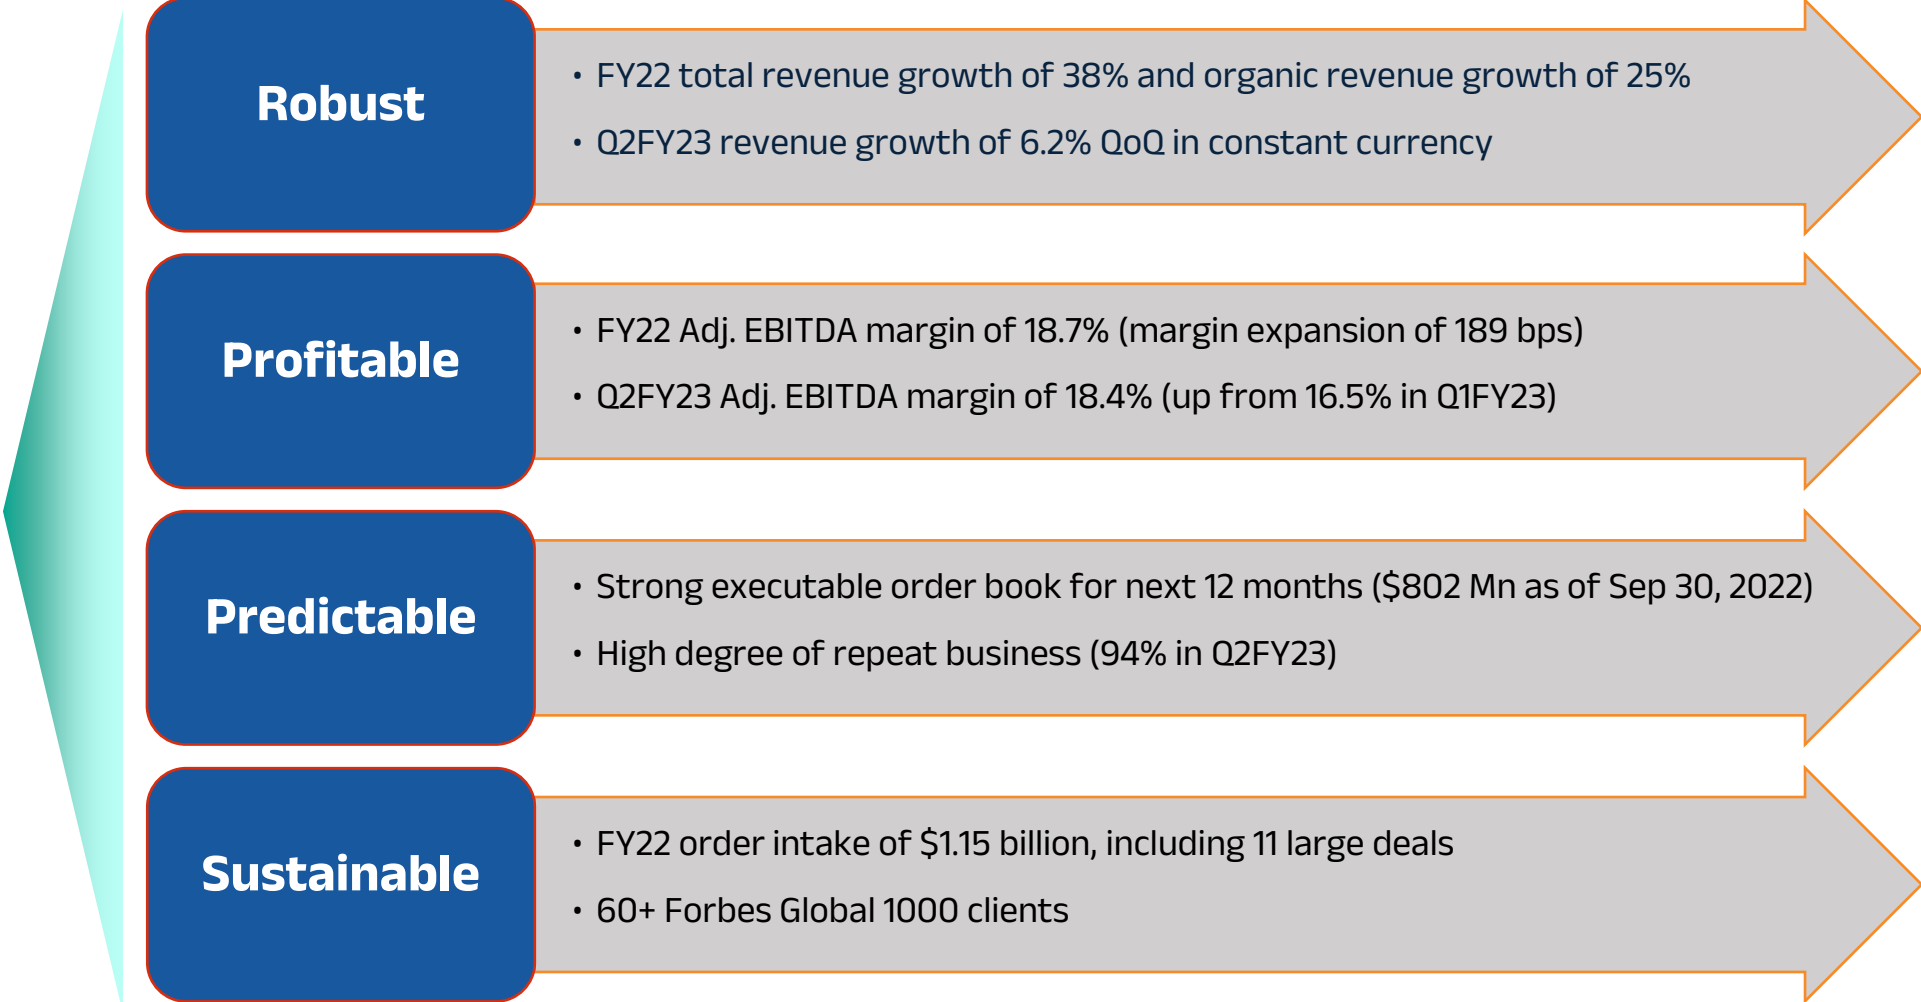 Robust
• FY22 total revenue growth of 38% and organic revenue growth of 25%
• Q2FY23 revenue growth of 6.2% QoQ in constant currency
Profitable
• FY22 Adj. EBITDA margin of 18.7% (margin expansion of 189 bps)
• Q2FY23 Adj. EBITDA margin of 18.4% (up from 16.5% in Q1FY23)
Predictable
• Strong executable order book for next 12 months ($802 Mn as of Sep 30, 2022)
• High degree of repeat business (94% in Q2FY23)
Sustainable
• FY22 order intake of $1.15 billion, including 11 large deals
• 60+ Forbes Global 1000 clients